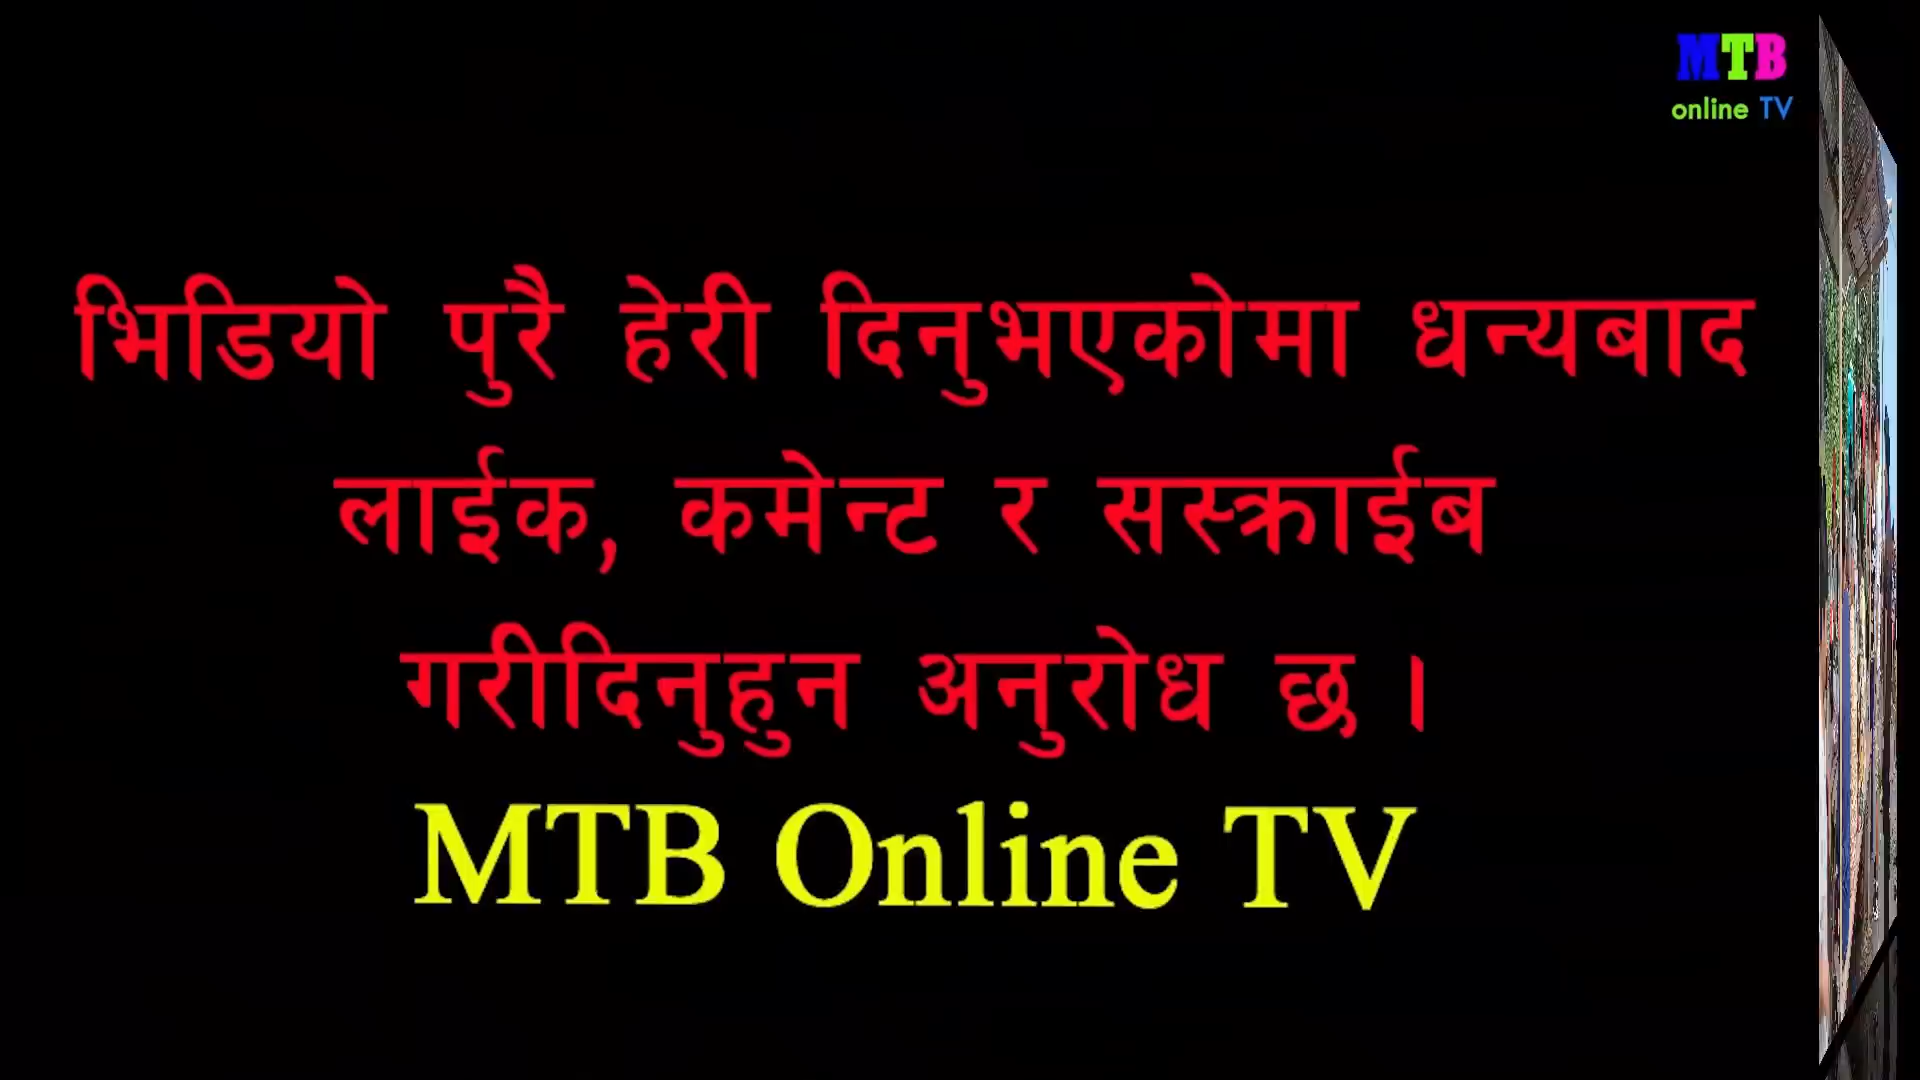 MTB
online TV
भिडियो पुरै हेरी दिनुभएकोमा धन्यबाद
लाईक, कमेन्ट र सस्क्राईब
गरीदिनुहुन अनुरोध छ ।
MTB Online TV